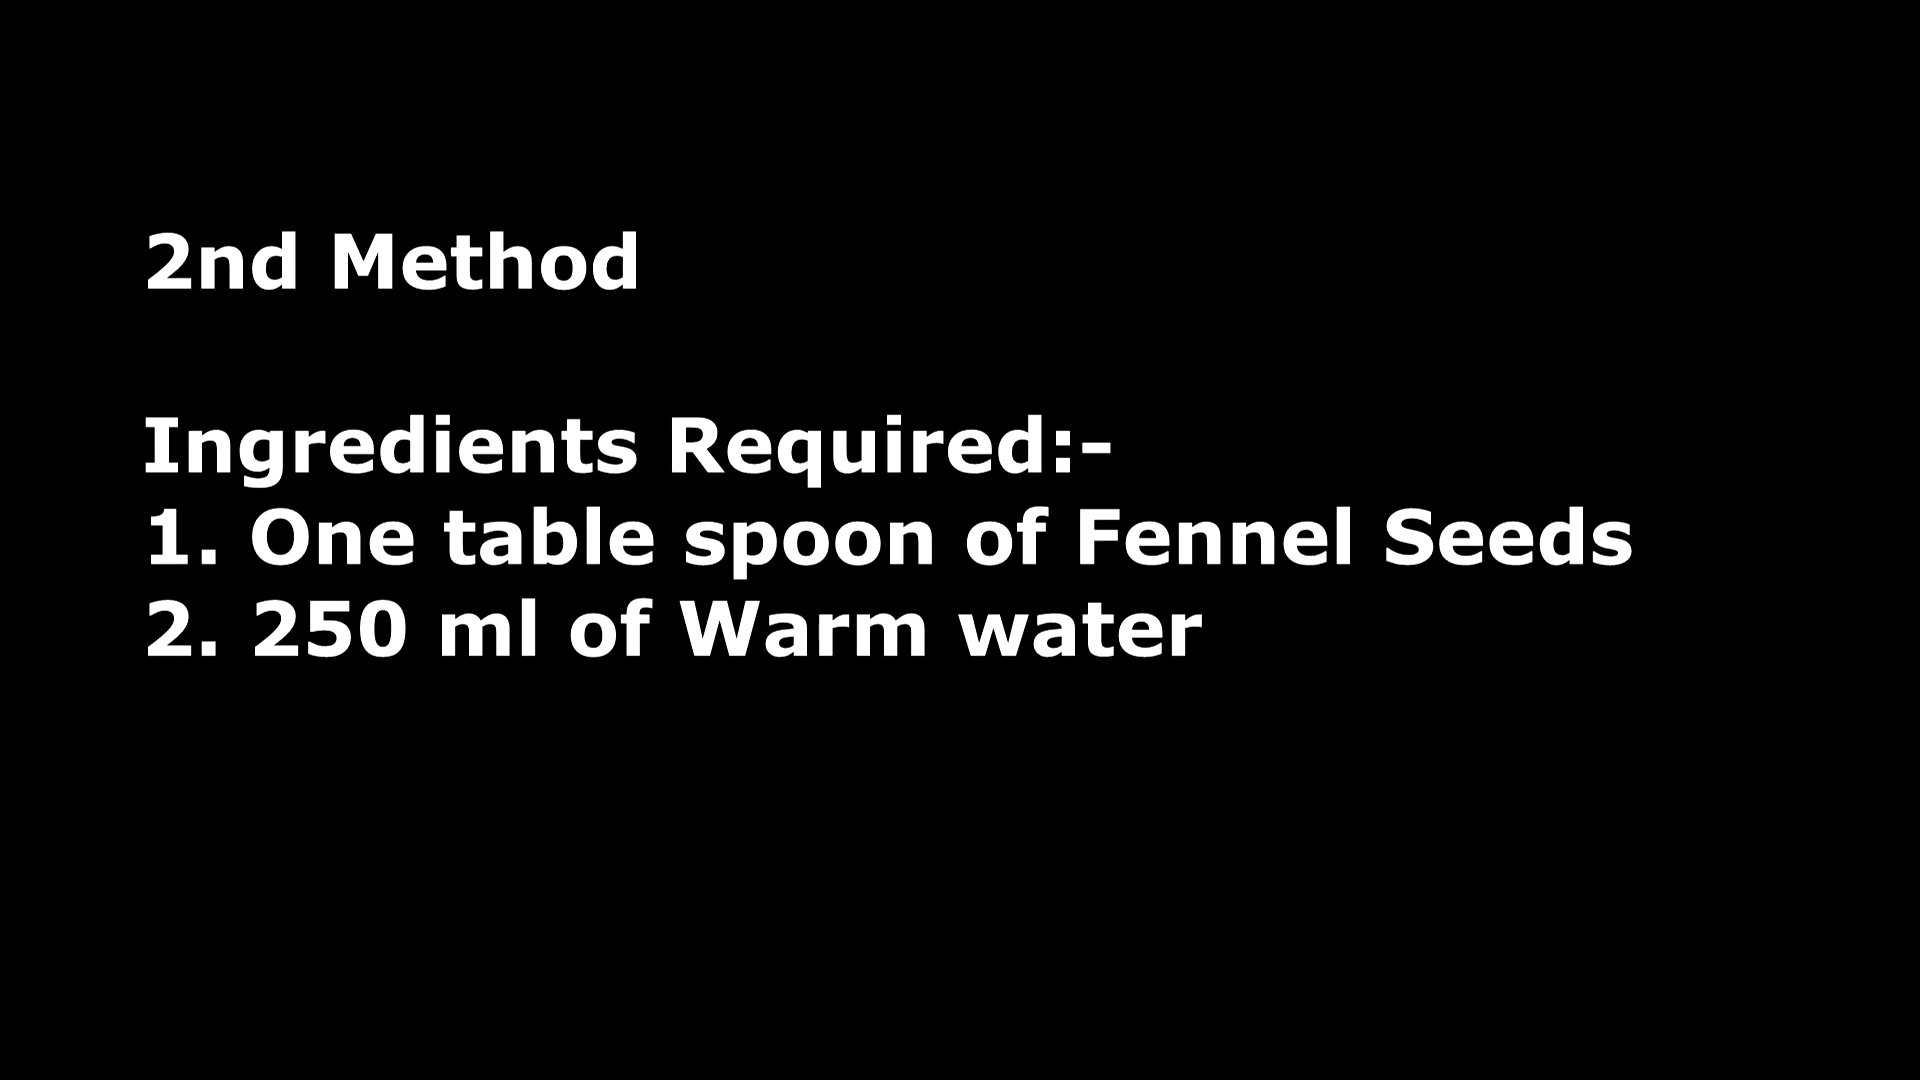 2nd Method
Ingredients Required:-
1. One table spoon of Fennel Seeds
2. 250 ml of Warm water